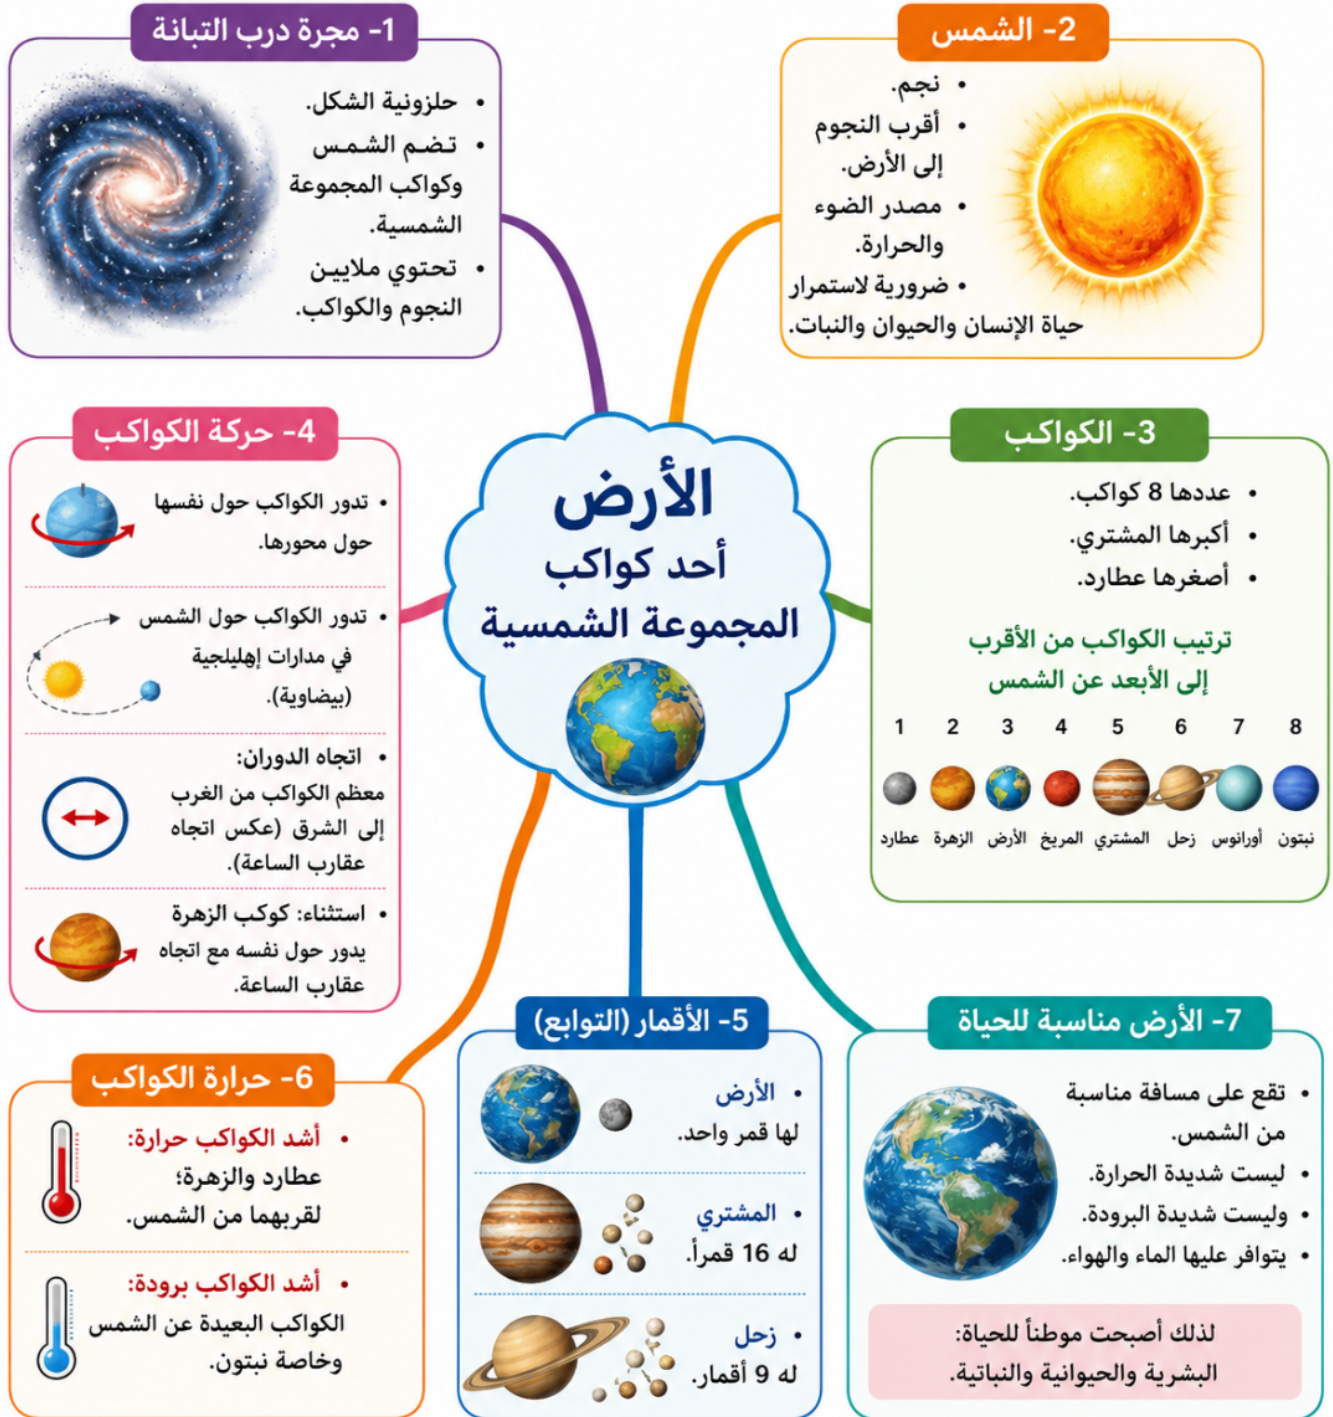 1- مجرة درب التبانة
• حلزونية الشكل.
• تضم الشمس
وكواكب المجموعة
الشمسية.
• تحتوي ملايين
النجوم والكواكب.
2- الشمس
• نجم.
• أقرب النجوم
إلى الأرض.
• مصدر الضوء
والحرارة.
• ضرورية لاستمرار
حياة الإنسان والحيوان والنبات.
الأرض
أحد كواكب
المجموعة الشمسية
3- الكواكب
• عددها 8 كواكب.
• أكبرها المشتري.
• أصغرها عطارد.
ترتيب الكواكب من الأقرب
إلى الأبعد عن الشمس
1 2 3 4 5 6 7 8
عطارد الزهرة الأرض المريخ المشتري زحل أورانوس نبتون
4- حركة الكواكب
• تدور الكواكب حول نفسها
حول محورها.
• تدور الكواكب حول الشمس
في مدارات إهليلجية
(بيضاوية).
• اتجاه الدوران:
معظم الكواكب من الغرب
إلى الشرق (عكس اتجاه
عقارب الساعة).
• استثناء: كوكب الزهرة
يدور حول نفسه مع اتجاه
عقارب الساعة.
5- الأقمار (التوابع)
• الأرض
لها قمر واحد.
• المشتري
له 16 قمراً.
• زحل
له 9 أقمار.
6- حرارة الكواكب
• أشد الكواكب حرارة:
عطارد والزهرة؛
لقربهما من الشمس.
• أشد الكواكب برودة:
الكواكب البعيدة عن الشمس
وخاصة نبتون.
7- الأرض مناسبة للحياة
• تقع على مسافة مناسبة
من الشمس.
• ليست شديدة الحرارة.
• وليست شديدة البرودة.
• يتوافر عليها الماء والهواء.
لذلك أصبحت موطناً للحياة:
البشرية والحيوانية والنباتية.